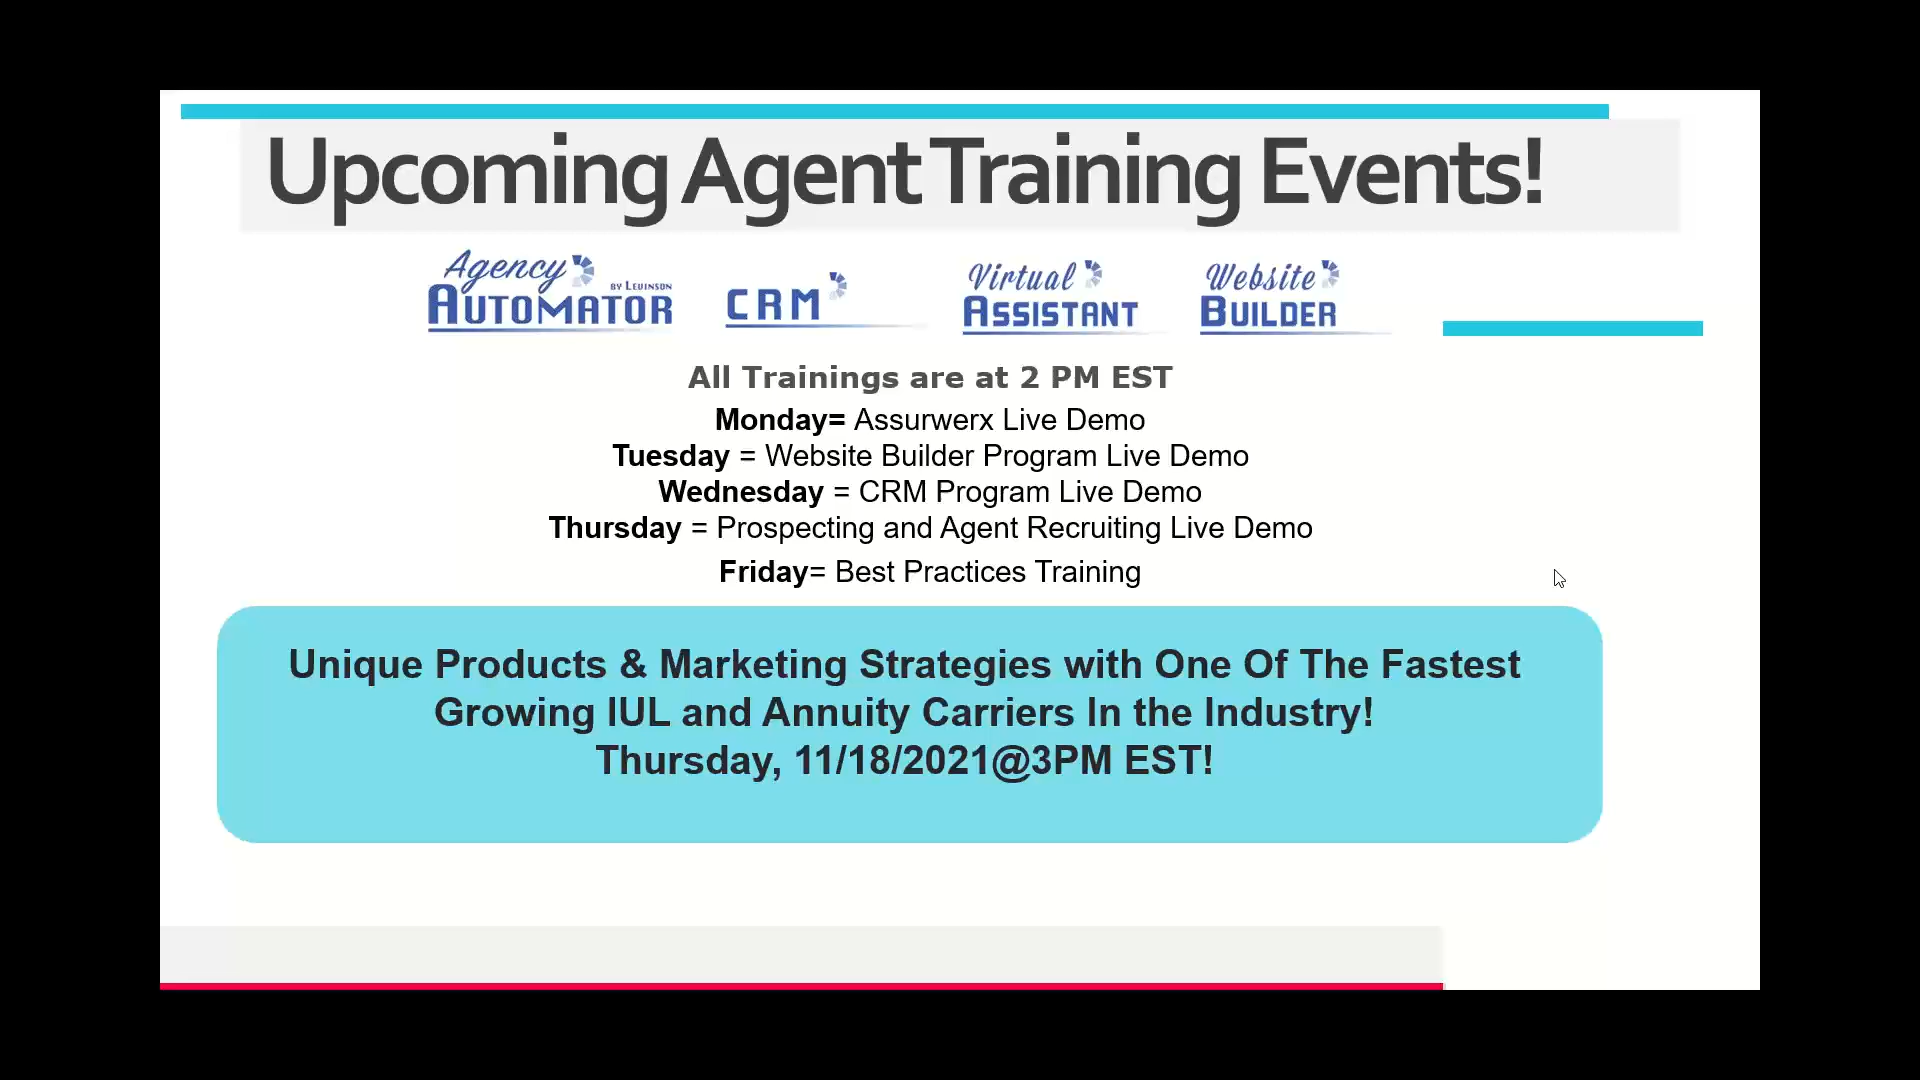 Upcoming Agent Training Events!
Agency
AUTOMATOR
BY LEVINSON
CRM
Virtual
ASSISTANT
Website
BUILDER
All Trainings are at 2 PM EST
Monday= Assurwerx Live Demo
Tuesday = Website Builder Program Live Demo
Wednesday = CRM Program Live Demo
Thursday = Prospecting and Agent Recruiting Live Demo
Friday= Best Practices Training
Unique Products & Marketing Strategies with One Of The Fastest
Growing IUL and Annuity Carriers In the Industry!
Thursday, 11/18/2021@3PM EST!